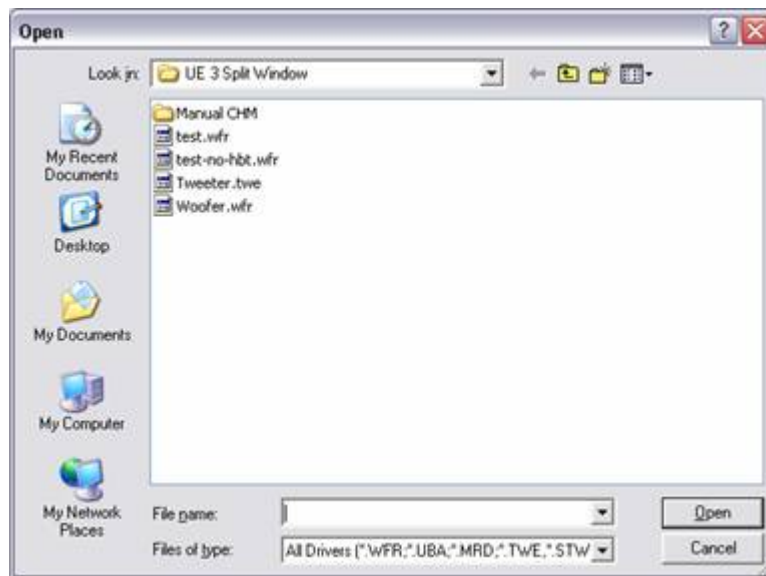 Open
Look in: UE 3 Split Window
My Recent
Documents
Desktop
My Documents
My Computer
My Network
Places
Manual CHM
test.wfr
test-no-hbt.wfr
Tweeter.twe
Woofer.wfr
File name:
Open
Files of type: All Drivers (*.WFR;*.UBA;*.MRD;*.TWE,*.STW
Cancel